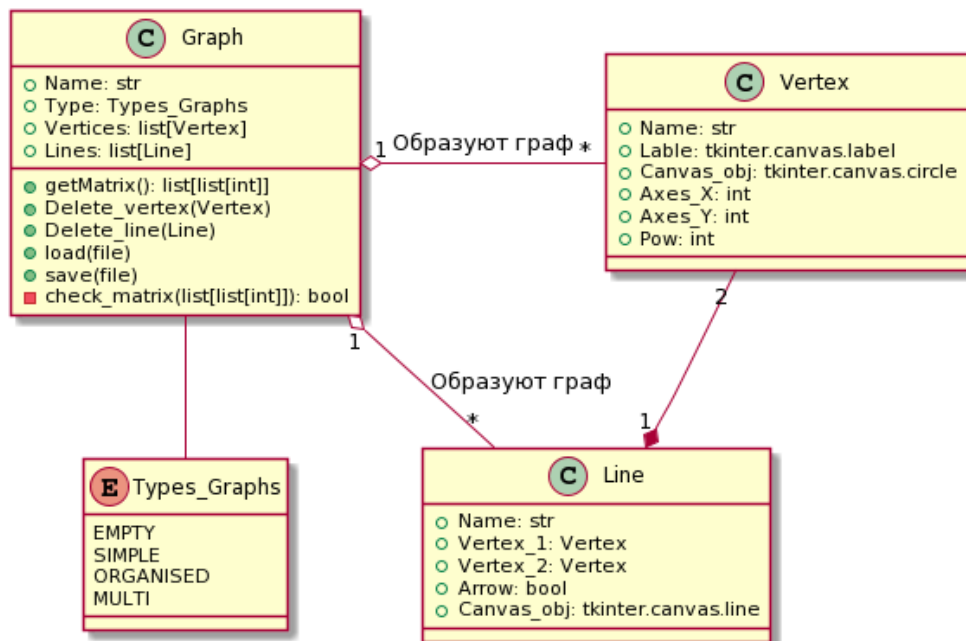 C Graph
Name: str
Type: Types_Graphs
Vertices: list[Vertex]
Lines: list[Line]
getMatrix(): list[list[int]]
Delete_vertex(Vertex)
Delete_line(Line)
load(file)
save(file)
check_matrix(list[list[int]]): bool
C Vertex
Name: str
Lable: tkinter.canvas.label
Canvas_obj: tkinter.canvas.circle
Axes_X: int
Axes_Y: int
Pow: int
1 Образуют граф *
2
1
Образуют граф
*
1
E Types_Graphs
EMPTY
SIMPLE
ORGANISED
MULTI
C Line
Name: str
Vertex_1: Vertex
Vertex_2: Vertex
Arrow: bool
Canvas_obj: tkinter.canvas.line